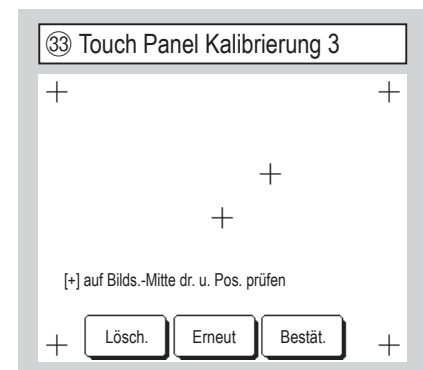 ㉝ Touch Panel Kalibrierung 3
[+] auf Bilds.-Mitte dr. u. Pos. prüfen
Lösch. Erneut Bestät.